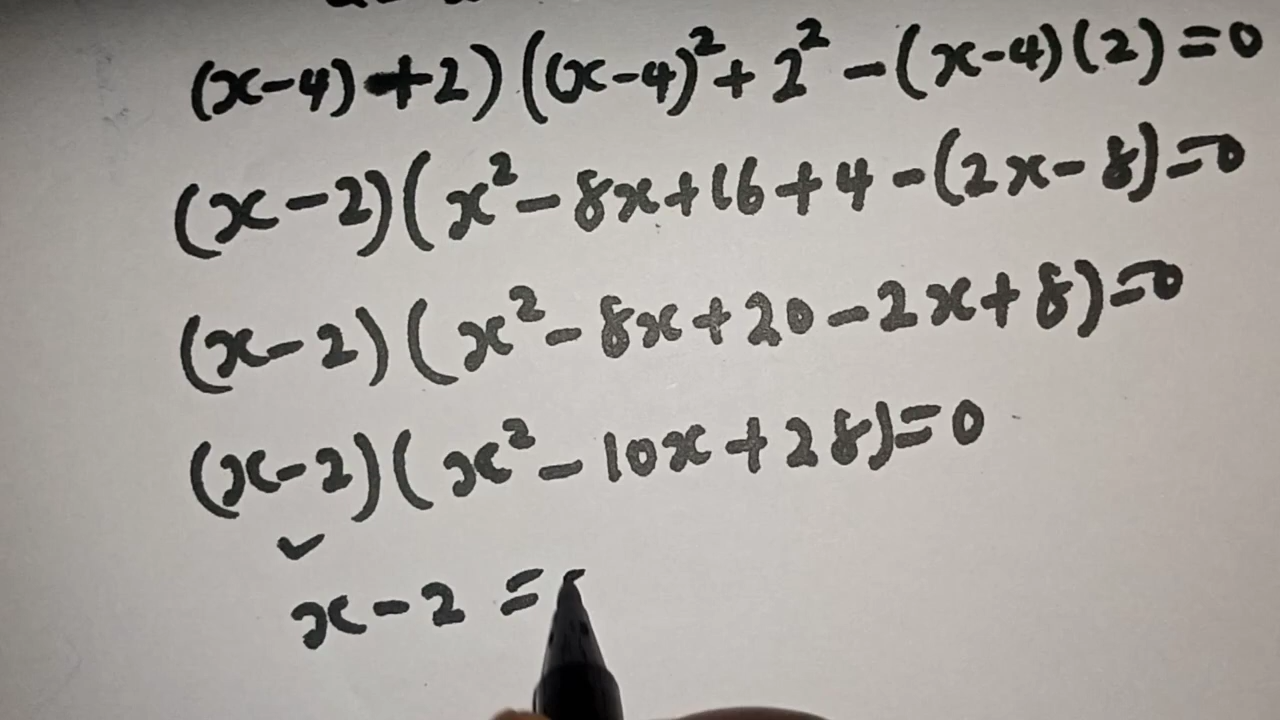 (x-4)+2)((x-4)²+2²-(x-4)(2)=0
(x-2)(x²-8x+16+4-(2x-8)=0
(x-2)(x²-8x+20-2x+8)=0
(x-2)(x²-10x+28)=0
x-2=